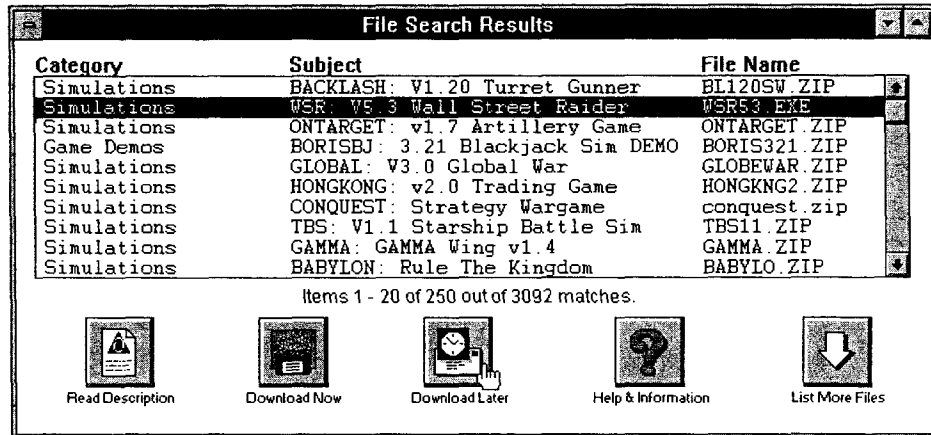 File Search Results
Category Subject File Name
Simulations BACKLASH: V1.20 Turret Gunner BL120SW.ZIP
Simulations WSR: V5.3 Wall Street Raider WSR53.EXE
Simulations ONTARGET: v1.7 Artillery Game ONTARGET.ZIP
Game Demos BORISBJ: 3.21 Blackjack Sim DEMO BORIS321.ZIP
Simulations GLOBAL: V3.0 Global War GLOBEWAR.ZIP
Simulations HONGKONG: v2.0 Trading Game HONGKNG2.ZIP
Simulations CONQUEST: Strategy Wargame conquest.zip
Simulations TBS: V1.1 Starship Battle Sim TBS11.ZIP
Simulations GAMMA: GAMMA Wing v1.4 GAMMA.ZIP
Simulations BABYLON: Rule The Kingdom BABYLO.ZIP
Items 1 - 20 of 250 out of 3092 matches.
Read Description Download Now Download Later Help & Information List More Files